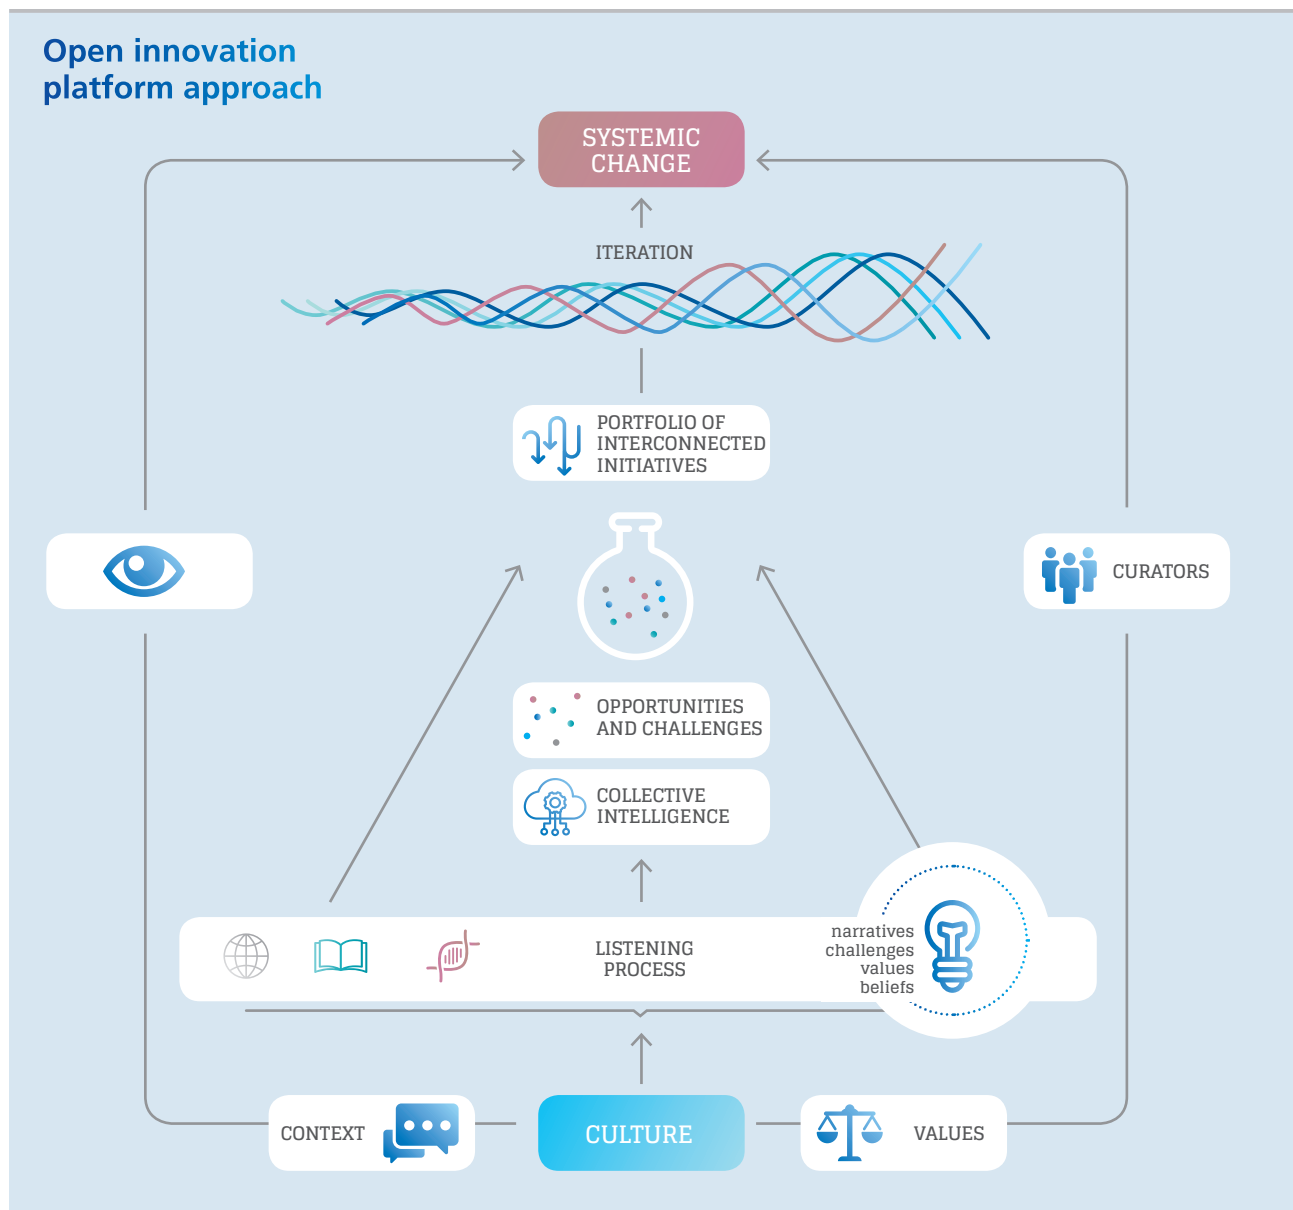 Open innovation
platform approach
SYSTEMIC
CHANGE
ITERATION
PORTFOLIO OF
INTERCONNECTED
INITIATIVES
CURATORS
OPPORTUNITIES
AND CHALLENGES
COLLECTIVE
INTELLIGENCE
LISTENING
PROCESS
narratives
challenges
values
beliefs
CONTEXT
CULTURE
VALUES